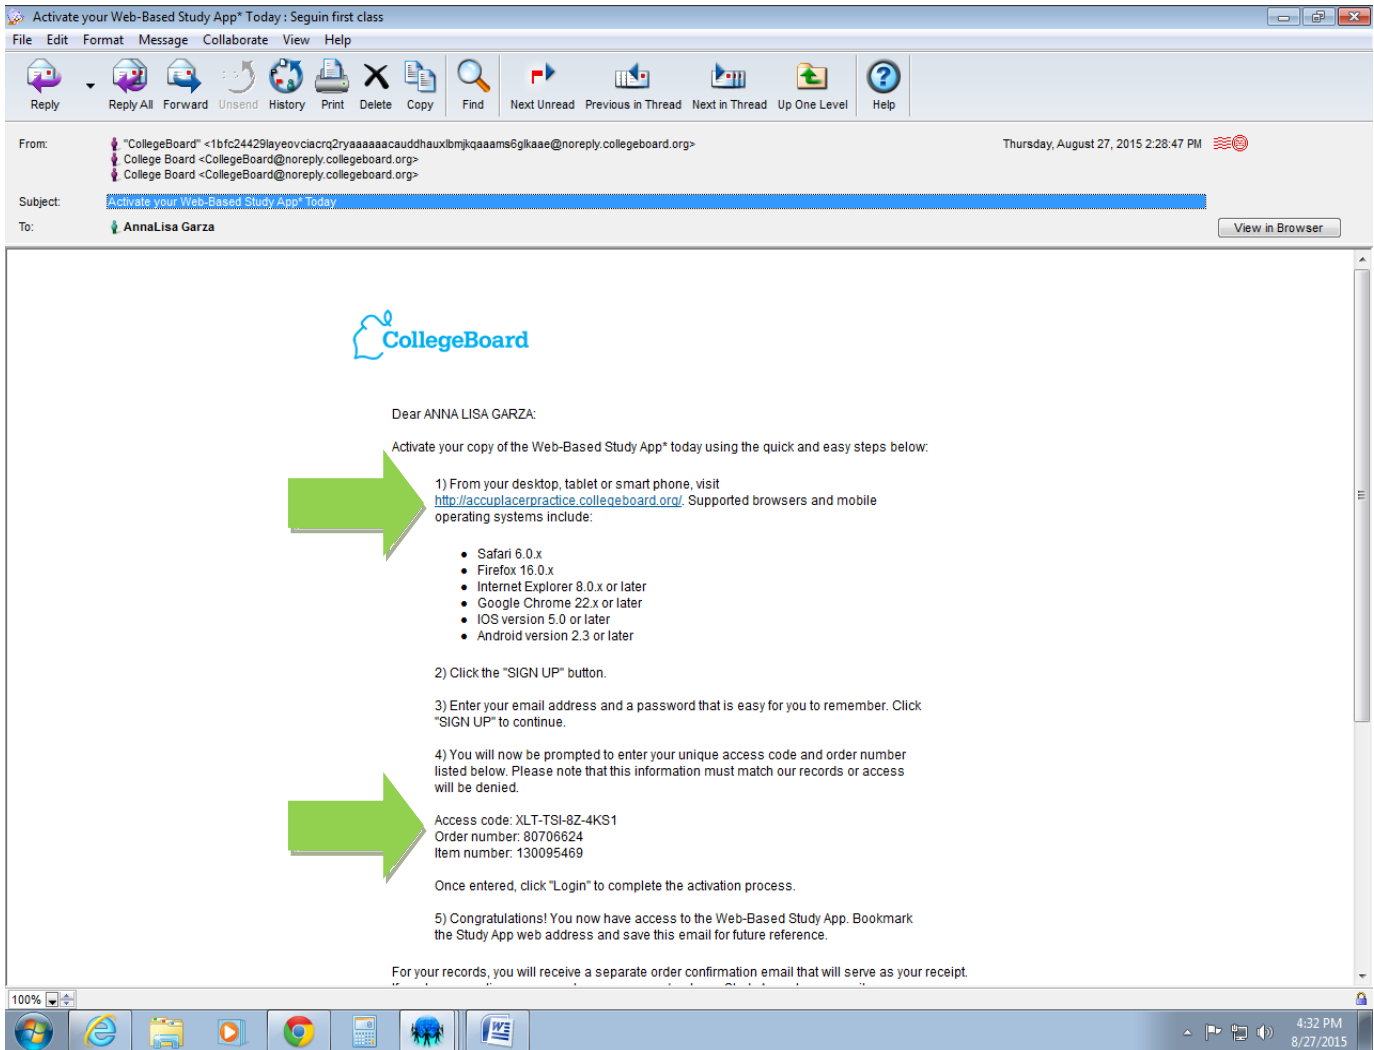 Activate your Web-Based Study App* Today : Seguin first class
File Edit Format Message Collaborate View Help
Reply Reply All Forward Unsend History Print Delete Copy Find Next Unread Previous in Thread Next in Thread Up One Level Help
From: "CollegeBoard" <1bfc24429layeovciacrq2ryaaaaaacauddhauxlbmjkqaaams6glkaae@noreply.collegeboard.org> Thursday, August 27, 2015 2:28:47 PM
College Board <CollegeBoard@noreply.collegeboard.org>
College Board <CollegeBoard@noreply.collegeboard.org>
Subject: Activate your Web-Based Study App* Today
To: AnnaLisa Garza View in Browser
CollegeBoard
Dear ANNA LISA GARZA:
Activate your copy of the Web-Based Study App* today using the quick and easy steps below:
1) From your desktop, tablet or smart phone, visit
http://accuplacerpractice.collegeboard.org/. Supported browsers and mobile
operating systems include:
● Safari 6.0.x
● Firefox 16.0.x
● Internet Explorer 8.0.x or later
● Google Chrome 22.x or later
● IOS version 5.0 or later
● Android version 2.3 or later
2) Click the "SIGN UP" button.
3) Enter your email address and a password that is easy for you to remember. Click
"SIGN UP" to continue.
4) You will now be prompted to enter your unique access code and order number
listed below. Please note that this information must match our records or access
will be denied.
Access code: XLT-TSI-8Z-4KS1
Order number: 80706624
Item number: 130095469
Once entered, click "Login" to complete the activation process.
5) Congratulations! You now have access to the Web-Based Study App. Bookmark
the Study App web address and save this email for future reference.
For your records, you will receive a separate order confirmation email that will serve as your receipt.
100%
4:32 PM
8/27/2015